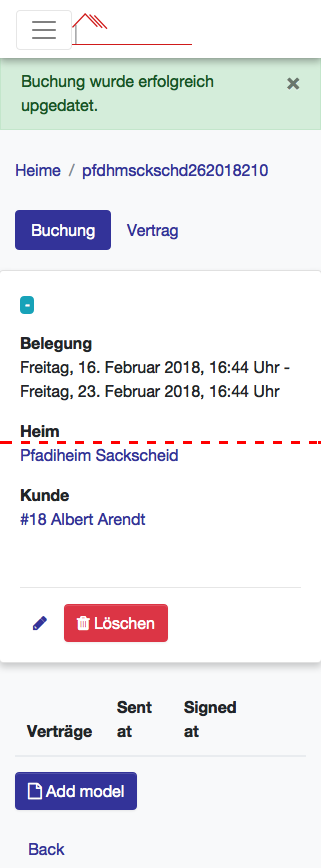 Buchung wurde erfolgreich
upgedatet.
×
Heime / pfdhmsckschd262018210
Buchung Vertrag
-
Belegung
Freitag, 16. Februar 2018, 16:44 Uhr -
Freitag, 23. Februar 2018, 16:44 Uhr
Heim
Pfadiheim Sackscheid
Kunde
#18 Albert Arendt
Löschen
Verträge Sent at Signed at
Add model
Back